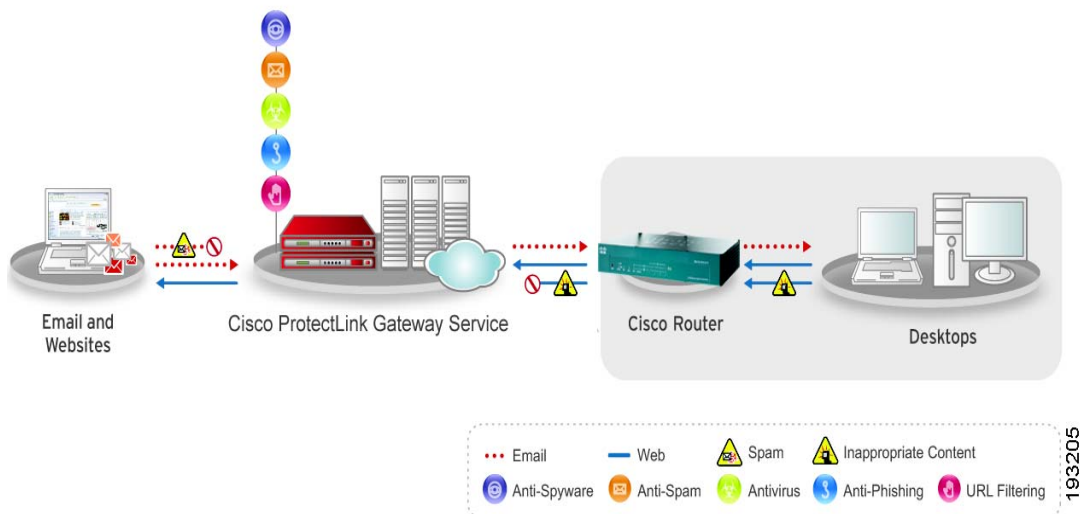 Email and
Websites
Cisco ProtectLink Gateway Service
Cisco Router
Desktops
Email
Web
Spam
Inappropriate Content
Anti-Spyware
Anti-Spam
Antivirus
Anti-Phishing
URL Filtering
193205